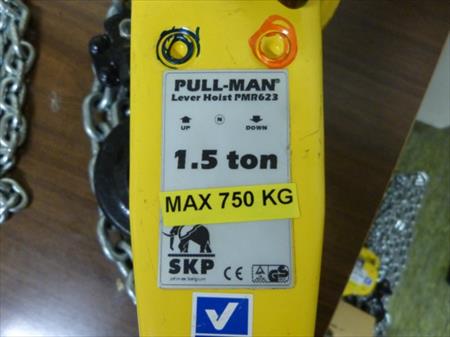 PULL-MAN®
Lever Hoist PMR623
UP N DOWN
1.5 ton
MAX 750 KG
SKP
CE GS
V